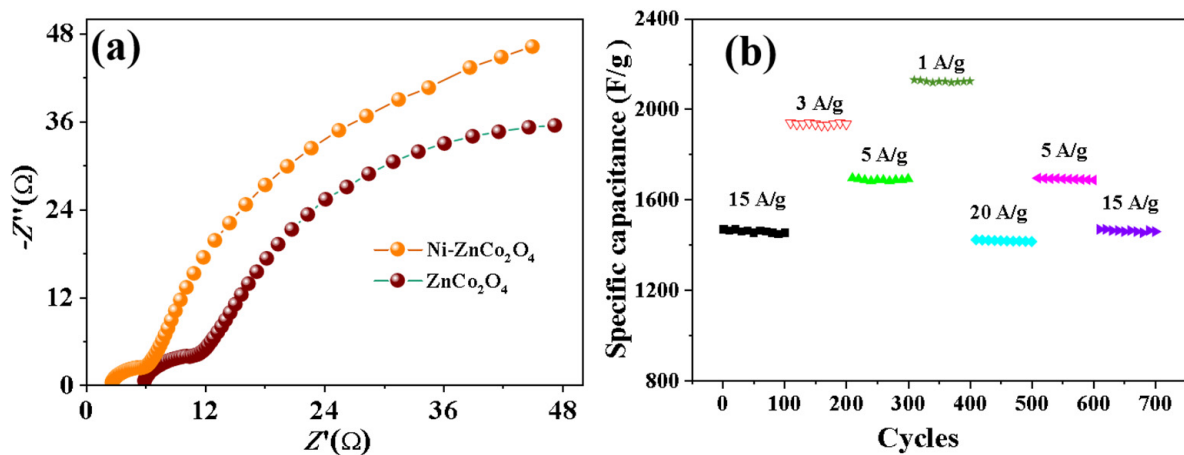 (a)
48
36
24
12
0
-Z''(Ω)
Ni-ZnCo₂O₄
ZnCo₂O₄
0 12 24 36 48
Z'(Ω)
(b)
2400
2000
1600
1200
800
Specific capacitance (F/g)
1 A/g
3 A/g
5 A/g
5 A/g
15 A/g
15 A/g
20 A/g
0 100 200 300 400 500 600 700
Cycles